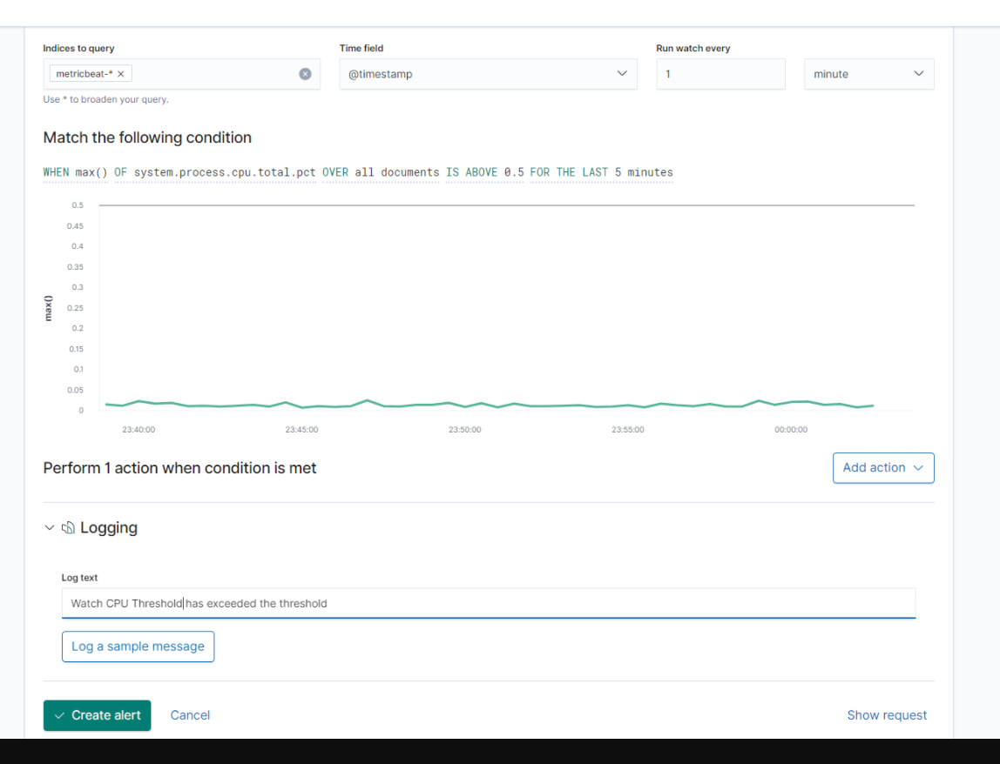 Indices to query Time field Run watch every
metricbeat-* @timestamp 1 minute
Use * to broaden your query.
Match the following condition
WHEN max() OF system.process.cpu.total.pct OVER all documents IS ABOVE 0.5 FOR THE LAST 5 minutes
0.5
0.45
0.4
0.35
0.3
0.25
0.2
0.15
0.1
0.05
0
max()
23:40:00 23:45:00 23:50:00 23:55:00 00:00:00
Perform 1 action when condition is met Add action
Logging
Log text
Watch CPU Threshold has exceeded the threshold
Log a sample message
Create alert Cancel Show request